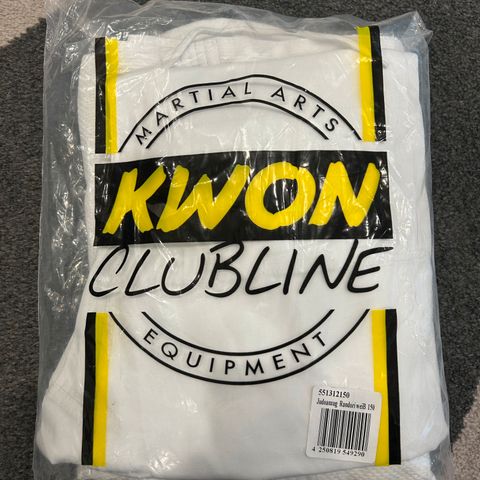 MARTIAL ARTS
KWON
CLUBLINE
EQUIPMENT
551312150
Judoanzug Randori weiß 150
4 250819 549290